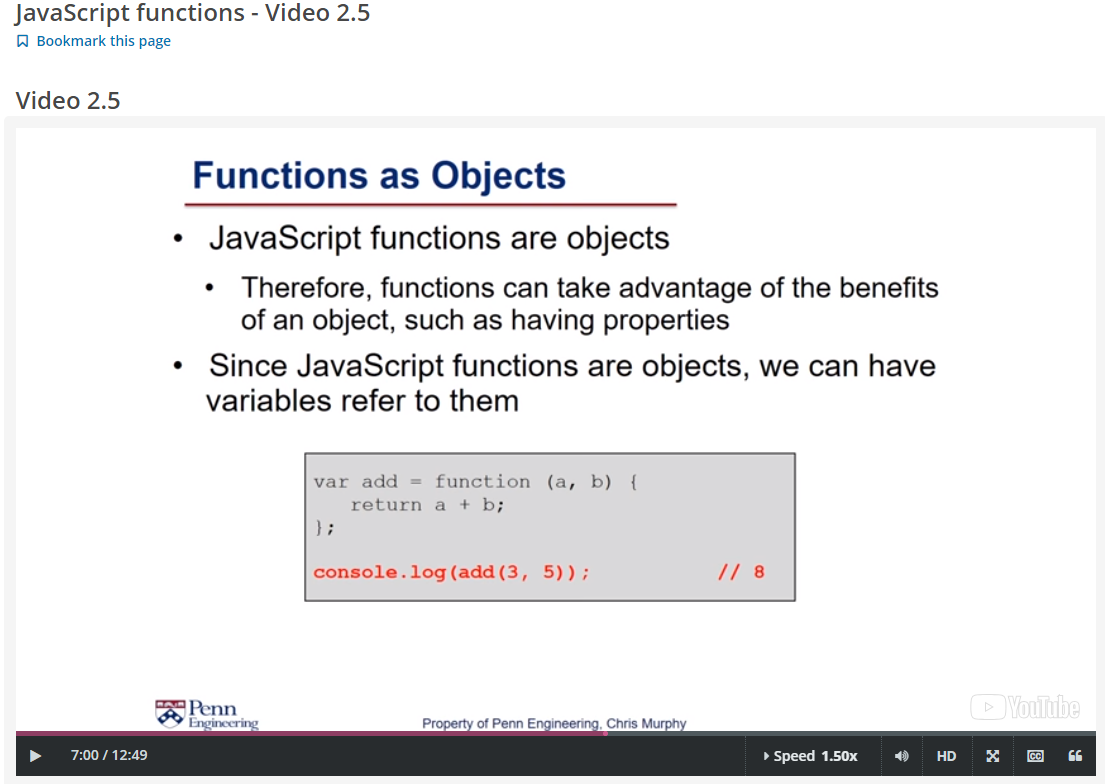 JavaScript functions - Video 2.5
Bookmark this page
Video 2.5
Functions as Objects
• JavaScript functions are objects
• Therefore, functions can take advantage of the benefits
of an object, such as having properties
• Since JavaScript functions are objects, we can have
variables refer to them
var add = function (a, b) {
return a + b;
};
console.log(add(3, 5)); // 8
Penn
Engineering
Property of Penn Engineering, Chris Murphy
YouTube
7:00 / 12:49
Speed 1.50x
HD
CC